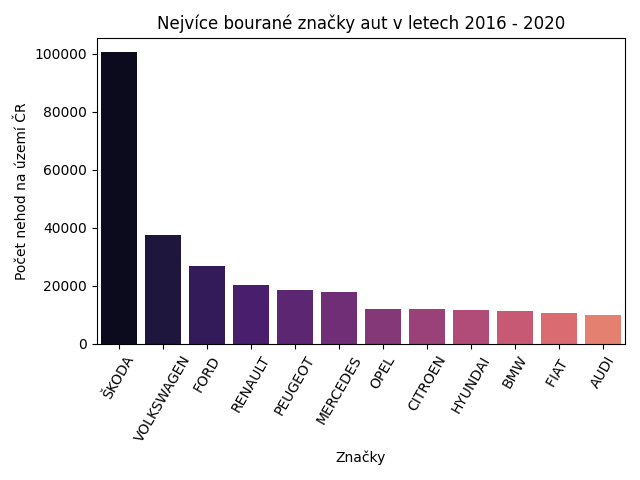 Nejvíce bourané značky aut v letech 2016 - 2020
Počet nehod na území ČR
100000
80000
60000
40000
20000
0
ŠKODA
VOLKSWAGEN
FORD
RENAULT
PEUGEOT
MERCEDES
OPEL
CITROEN
HYUNDAI
BMW
FIAT
AUDI
Značky